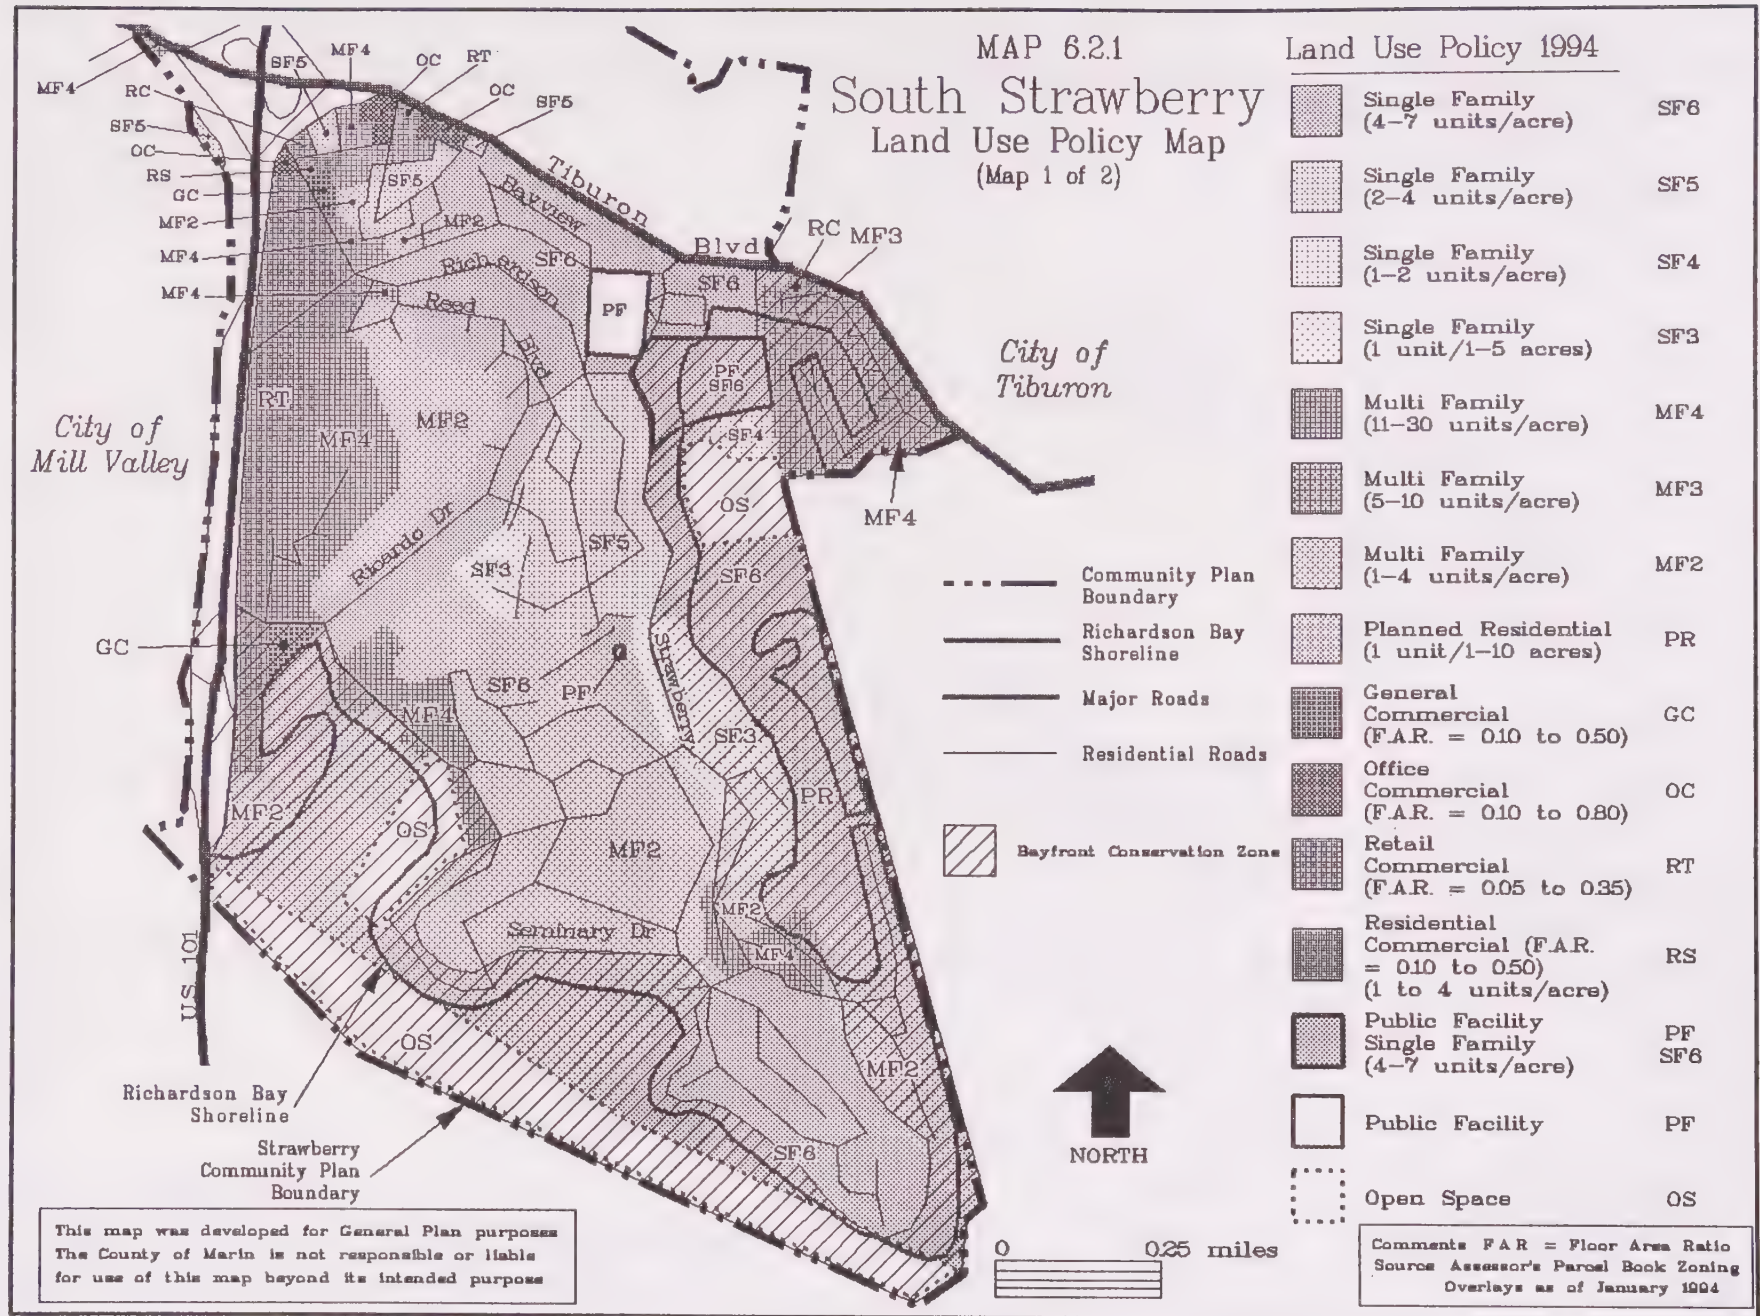 MAP 6.2.1
South Strawberry
Land Use Policy Map
(Map 1 of 2)
Land Use Policy 1994
Single Family
(4-7 units/acre)
SF6
Single Family
(2-4 units/acre)
SF5
Single Family
(1-2 units/acre)
SF4
Single Family
(1 unit/1-5 acres)
SF3
Multi Family
(11-30 units/acre)
MF4
Multi Family
(5-10 units/acre)
MF3
Multi Family
(1-4 units/acre)
MF2
Planned Residential
(1 unit/1-10 acres)
PR
General
Commercial
(F.A.R. = 0.10 to 0.50)
GC
Office
Commercial
(F.A.R. = 0.10 to 0.80)
OC
Retail
Commercial
(F.A.R. = 0.05 to 0.35)
RT
Residential
Commercial (F.A.R.
= 0.10 to 0.50)
(1 to 4 units/acre)
RS
Public Facility
Single Family
(4-7 units/acre)
PF
SF6
Public Facility
PF
Open Space
OS
Comments F A R = Floor Area Ratio
Source Assessor's Parcel Book Zoning
Overlays as of January 1994
Community Plan
Boundary
Richardson Bay
Shoreline
Major Roads
Residential Roads
Bayfront Conservation Zone
NORTH
0 0.25 miles
City of
Tiburon
City of
Mill Valley
MF4
SF5
MF4
OC
RT
OC
SF5
RC
SF5
OC
RS
GC
MF2
MF4
MF4
SF5
MF2
Tiburon
Blvd
Bayview
Richardson
SF6
Reed
Blvd
PF
SF6
RC
MF3
PF
SF6
SF4
MF4
OS
RT
MF4
MF2
Ricardo Dr
SF3
SF5
SF6
GC
Strawberry
SF6
PF
MF4
SF3
PR
MF2
OS
MF2
MF2
MF4
Seminary Dr
OS
MF2
SF6
U.S. 101
Richardson Bay
Shoreline
Strawberry
Community Plan
Boundary
This map was developed for General Plan purposes
The County of Marin is not responsible or liable
for use of this map beyond its intended purpose